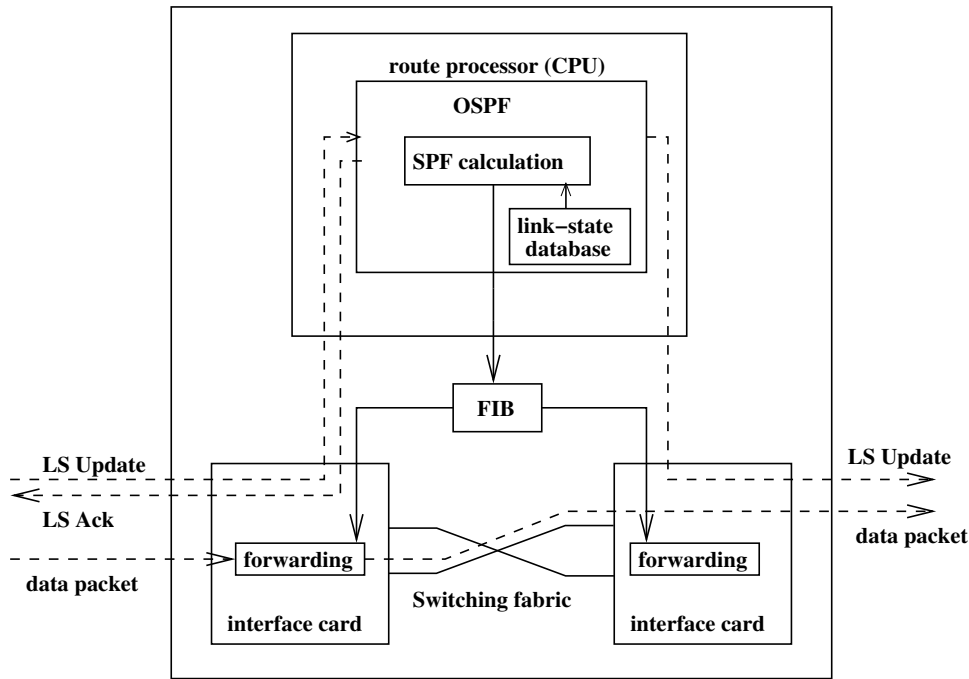 route processor (CPU)
OSPF
SPF calculation
link−state
database
FIB
LS Update
LS Update
LS Ack
data packet
forwarding
forwarding
data packet
Switching fabric
interface card
interface card